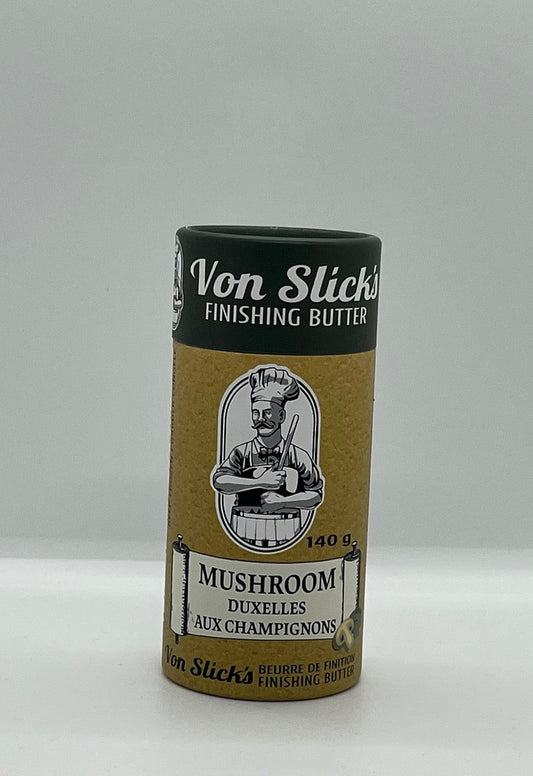 Von Slick's
FINISHING BUTTER
140 g
MUSHROOM
DUXELLES
AUX CHAMPIGNONS
Von Slick's
BEURRE DE FINITION
FINISHING BUTTER